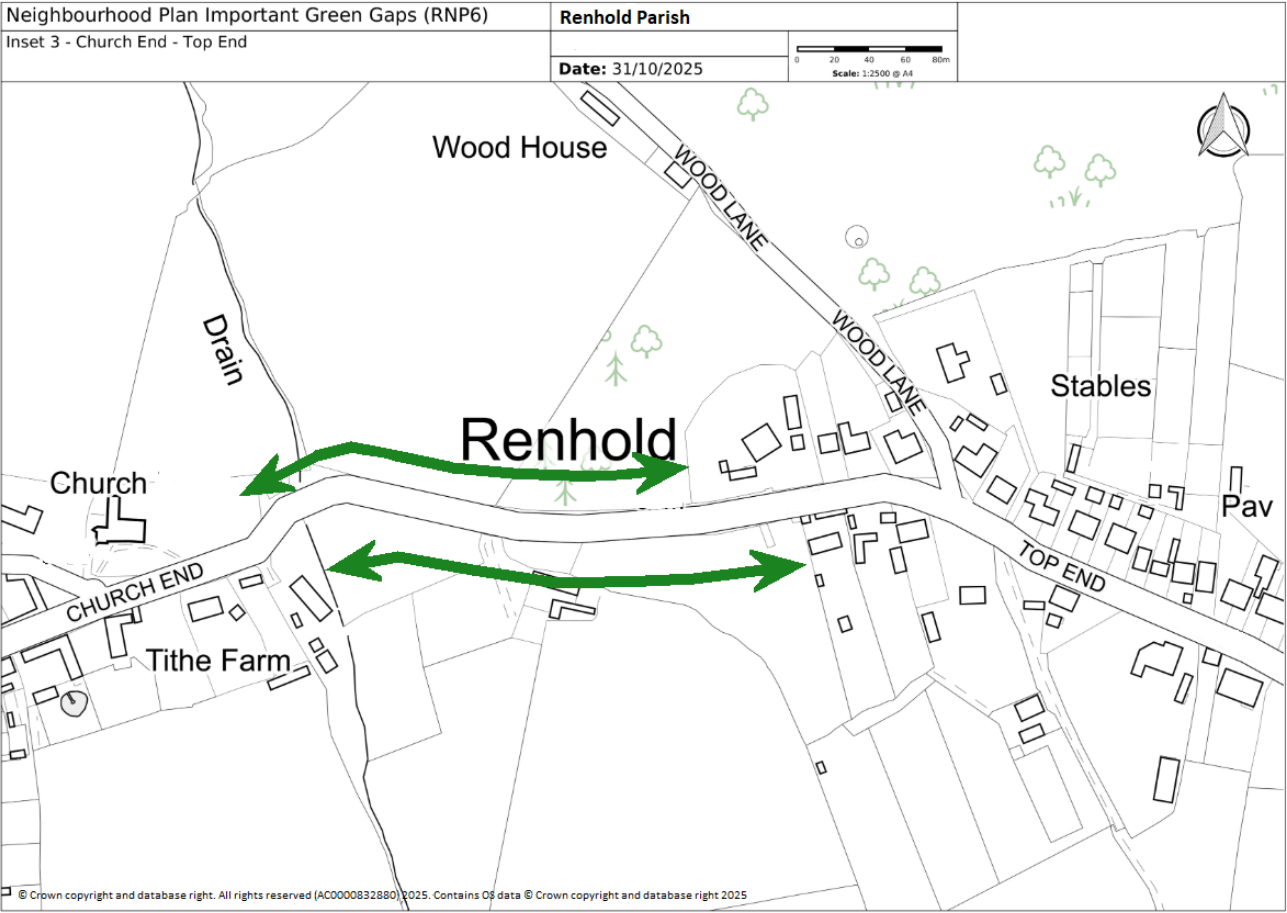 Neighbourhood Plan Important Green Gaps (RNP6)
Renhold Parish
Inset 3 - Church End - Top End
0 20 40 60 80m
Scale: 1:2500 @ A4
Date: 31/10/2025
Wood House
WOOD LANE
Drain
WOOD LANE
Stables
Renhold
Church
Pav
CHURCH END
TOP END
Tithe Farm
© Crown copyright and database right. All rights reserved (AC0000832880) 2025. Contains OS data © Crown copyright and database right 2025